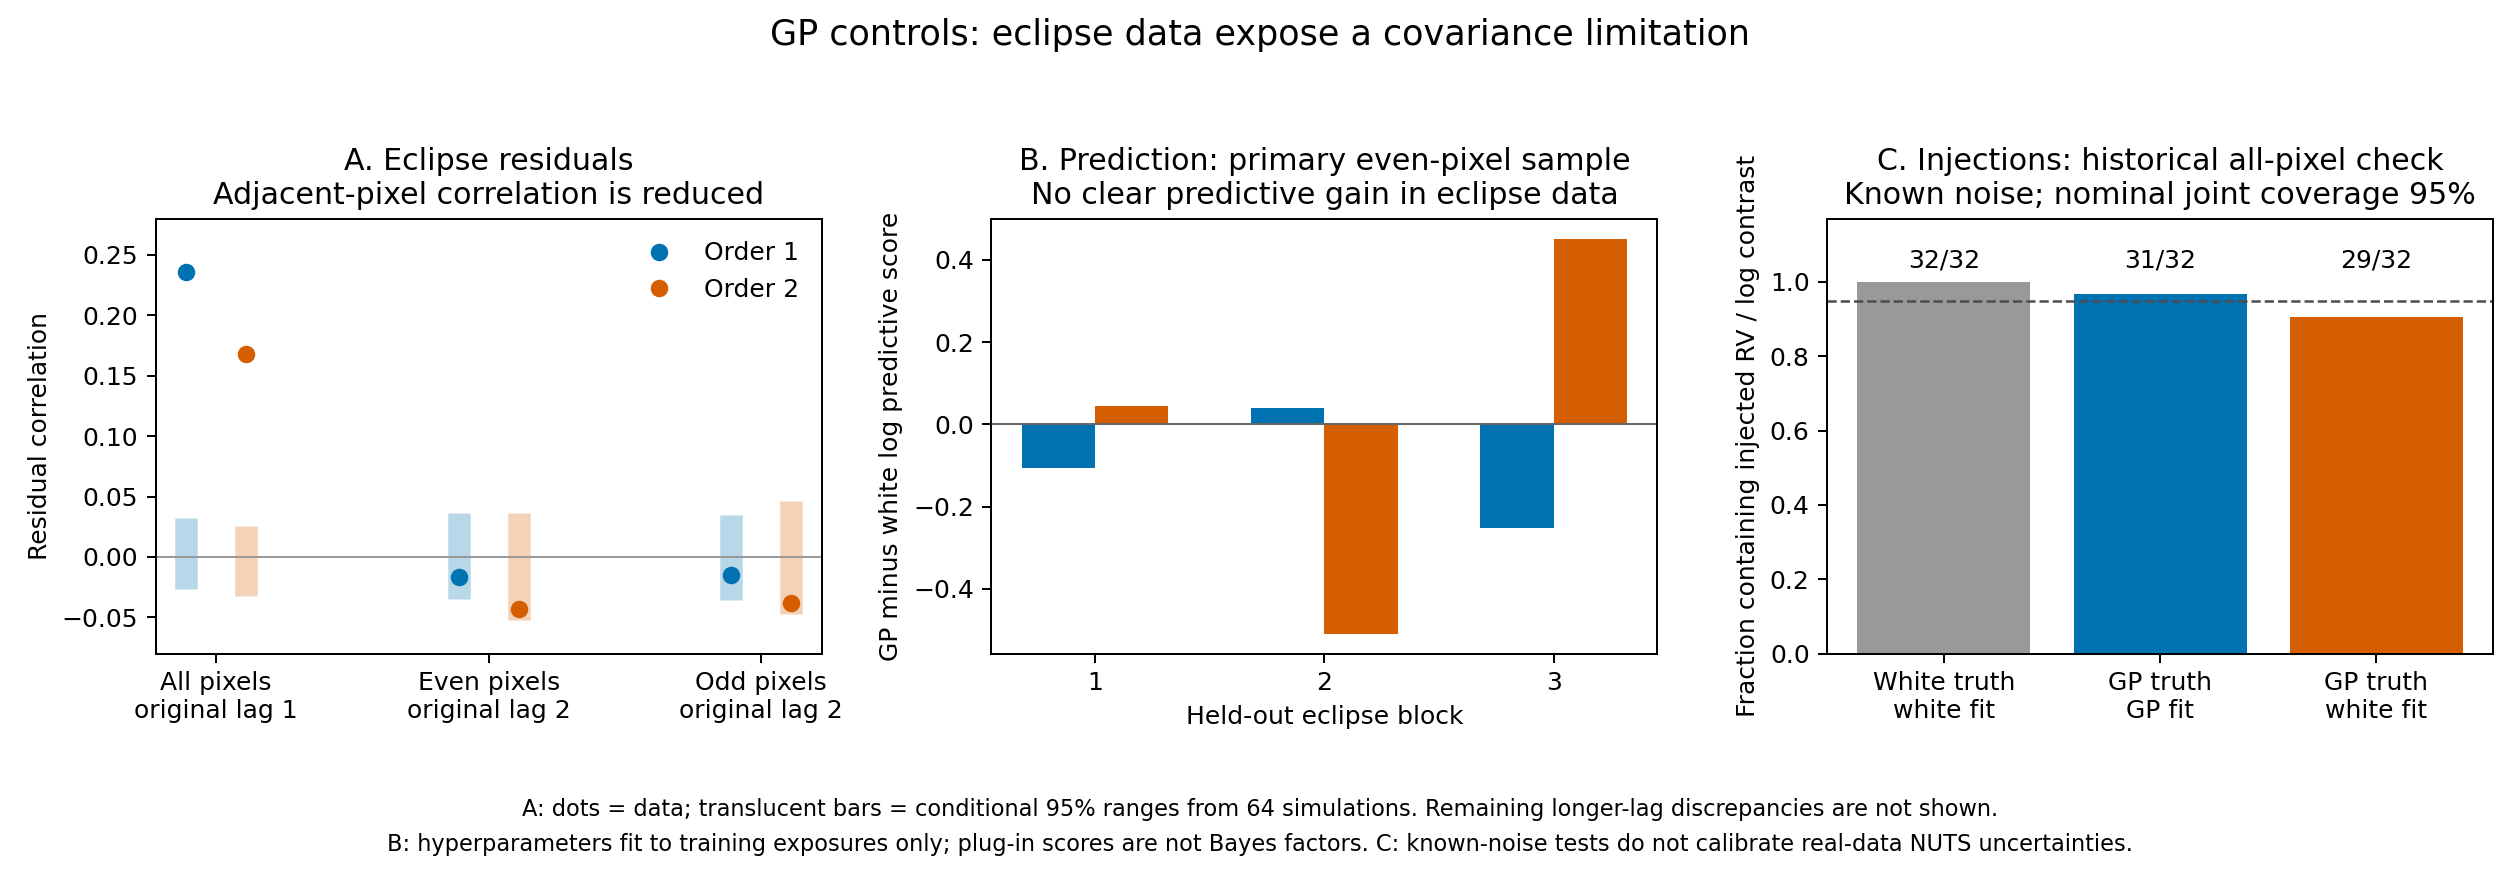 GP controls: eclipse data expose a covariance limitation
A. Eclipse residuals
Adjacent-pixel correlation is reduced
Residual correlation
0.25
0.20
0.15
0.10
0.05
0.00
−0.05
Order 1
Order 2
All pixels
original lag 1
Even pixels
original lag 2
Odd pixels
original lag 2
B. Prediction: primary even-pixel sample
No clear predictive gain in eclipse data
GP minus white log predictive score
0.4
0.2
0.0
−0.2
−0.4
1
2
3
Held-out eclipse block
C. Injections: historical all-pixel check
Known noise; nominal joint coverage 95%
Fraction containing injected RV / log contrast
1.0
0.8
0.6
0.4
0.2
0.0
32/32
31/32
29/32
White truth
white fit
GP truth
GP fit
GP truth
white fit
A: dots = data; translucent bars = conditional 95% ranges from 64 simulations. Remaining longer-lag discrepancies are not shown.
B: hyperparameters fit to training exposures only; plug-in scores are not Bayes factors. C: known-noise tests do not calibrate real-data NUTS uncertainties.